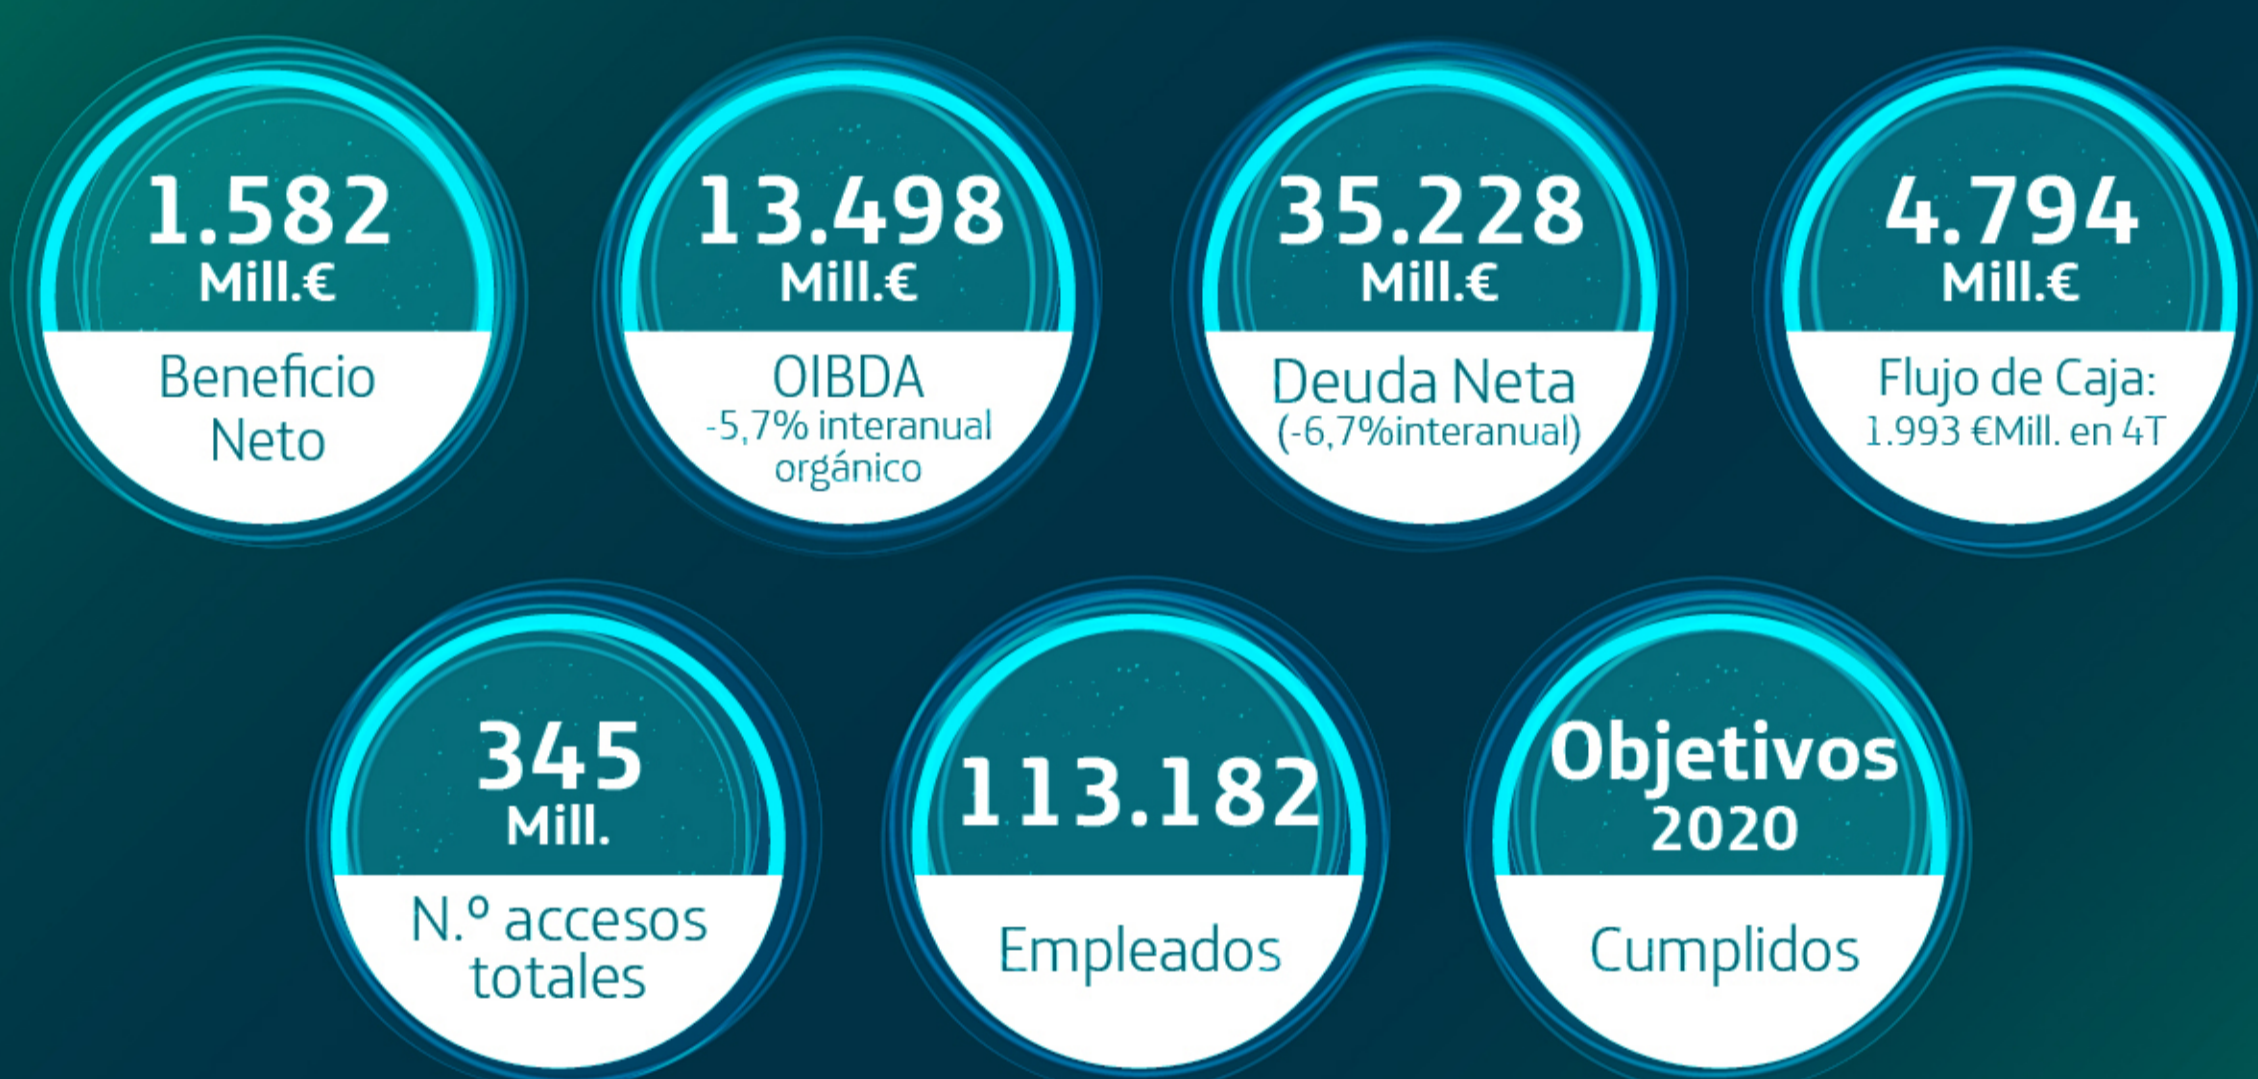 1.582
Mill.€
Beneficio
Neto
13.498
Mill.€
OIBDA
-5,7% interanual
orgánico
35.228
Mill.€
Deuda Neta
(-6,7%interanual)
4.794
Mill.€
Flujo de Caja:
1.993 €Mill. en 4T
345
Mill.
N.º accesos
totales
113.182
Empleados
Objetivos
2020
Cumplidos